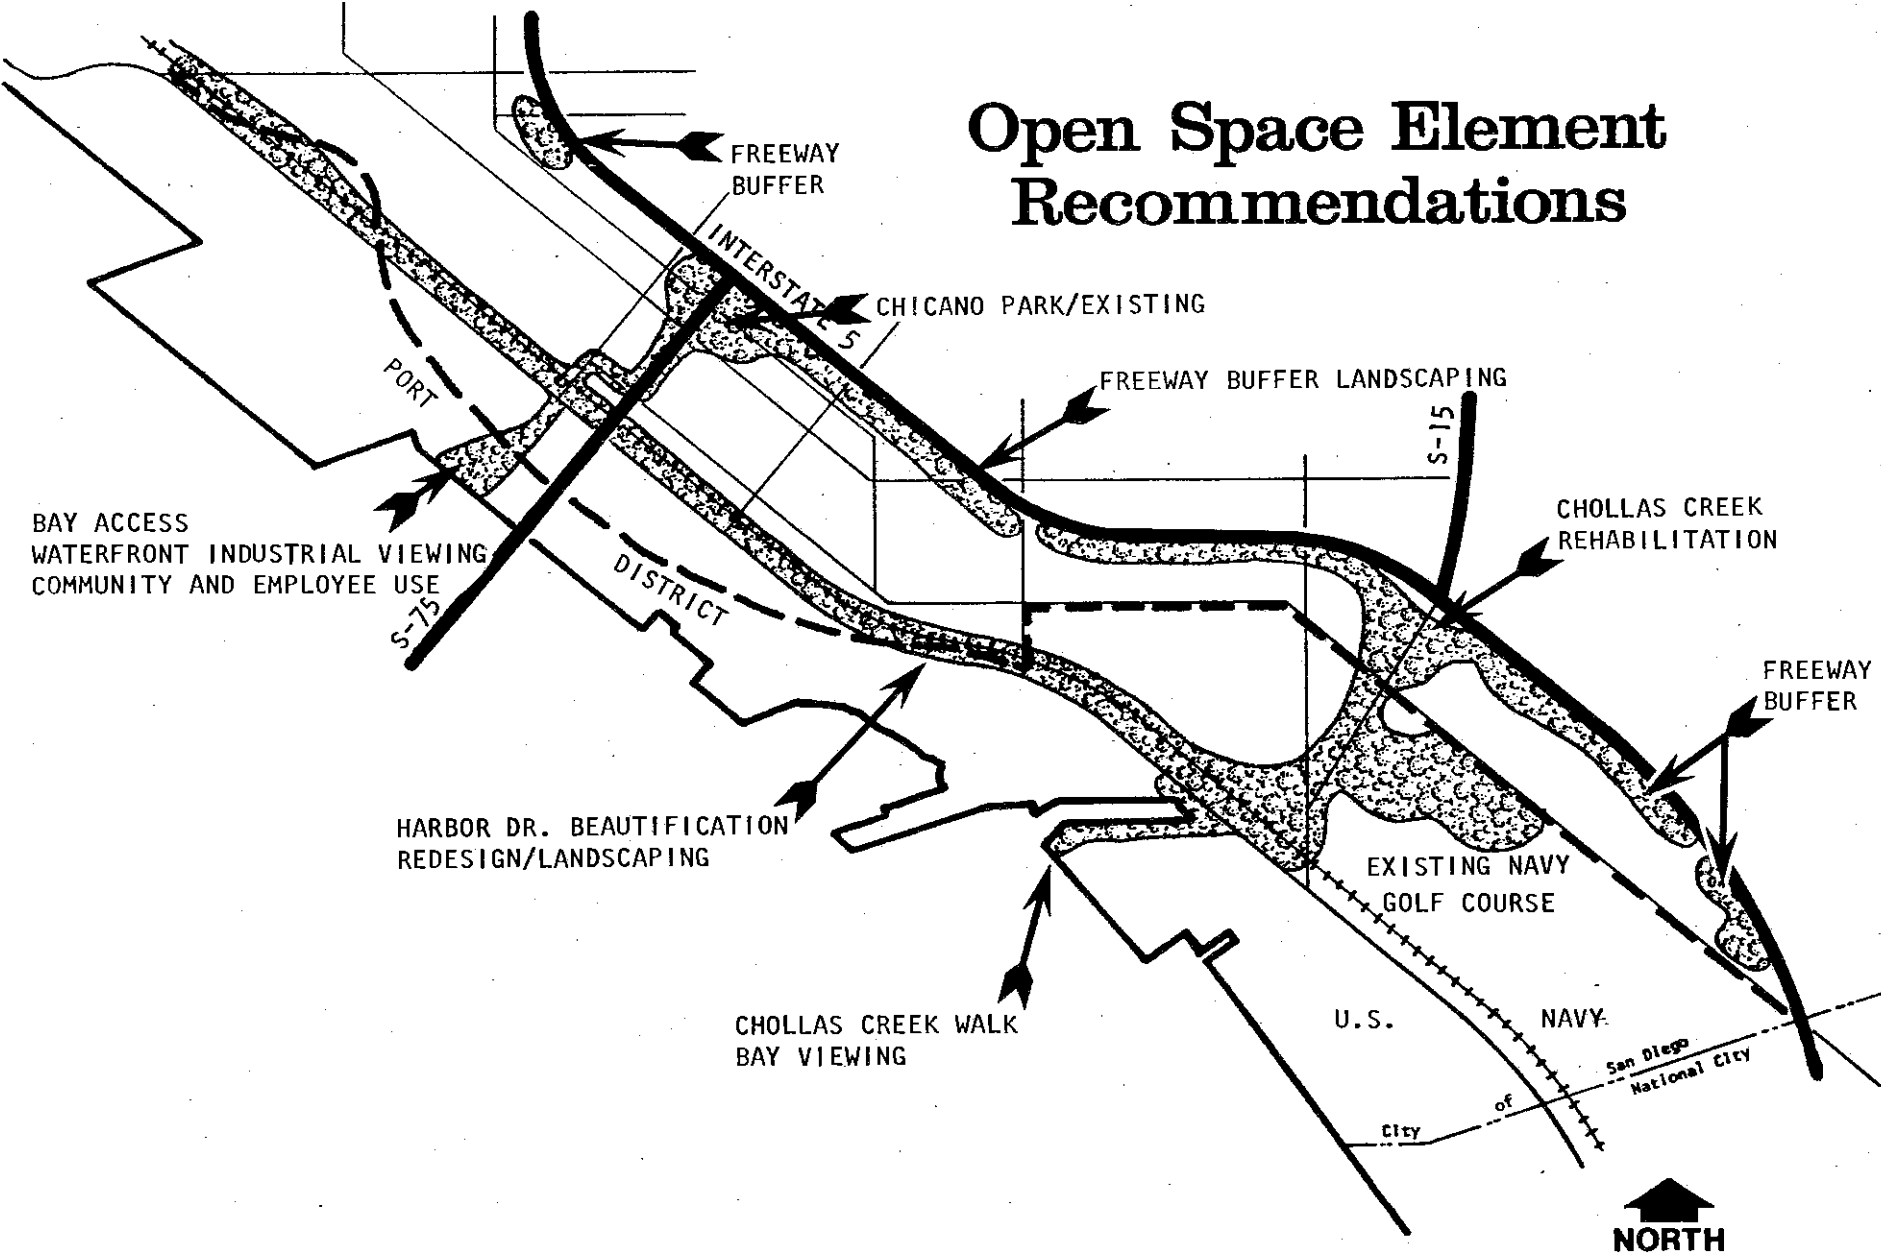 Open Space Element
Recommendations
FREEWAY
BUFFER
INTERSTATE 5
CHICANO PARK/EXISTING
FREEWAY BUFFER LANDSCAPING
S-15
PORT
DISTRICT
CHOLLAS CREEK
REHABILITATION
BAY ACCESS
WATERFRONT INDUSTRIAL VIEWING
COMMUNITY AND EMPLOYEE USE
S-75
FREEWAY
BUFFER
HARBOR DR. BEAUTIFICATION
REDESIGN/LANDSCAPING
EXISTING NAVY
GOLF COURSE
CHOLLAS CREEK WALK
BAY VIEWING
U.S. NAVY
City of San Diego
National City
NORTH